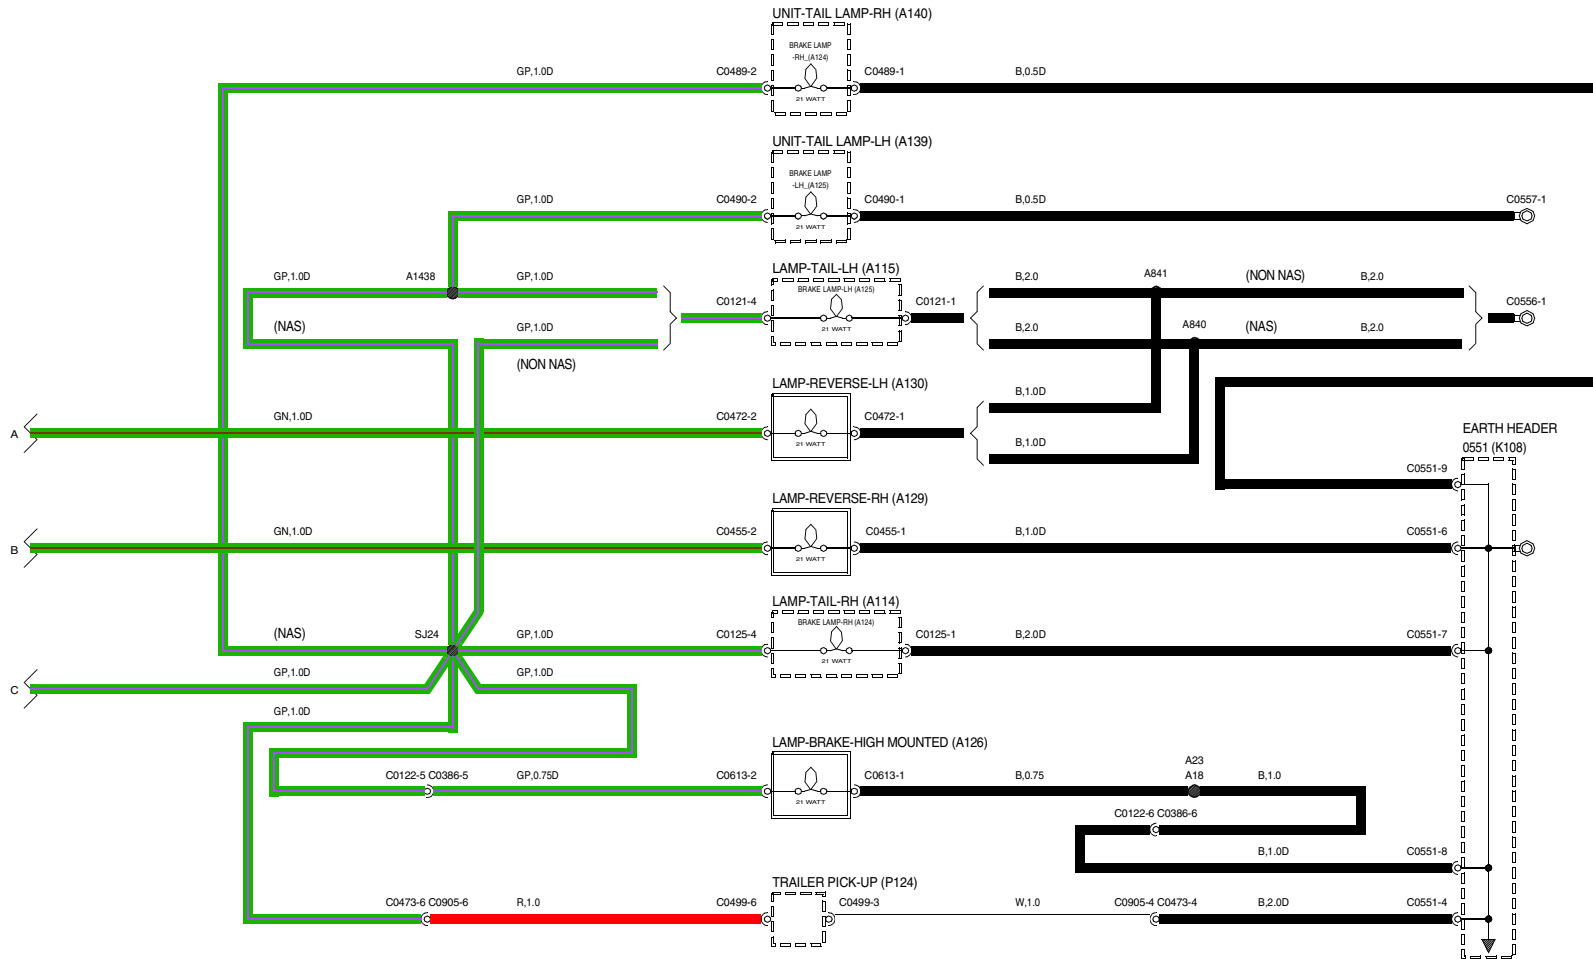 UNIT-TAIL LAMP-RH (A140)
BRAKE LAMP
-RH_(A124)
GP,1.0D
C0489-2
C0489-1
B,0.5D
21 WATT
UNIT-TAIL LAMP-LH (A139)
BRAKE LAMP
-LH_(A125)
GP,1.0D
C0490-2
C0490-1
B,0.5D
C0557-1
21 WATT
LAMP-TAIL-LH (A115)
GP,1.0D
A1438
GP,1.0D
B,2.0
A841
(NON NAS)
B,2.0
BRAKE LAMP-LH (A125)
C0121-4
C0121-1
C0556-1
(NAS)
GP,1.0D
21 WATT
B,2.0
A840
(NAS)
B,2.0
(NON NAS)
LAMP-REVERSE-LH (A130)
B,1.0D
GN,1.0D
C0472-2
C0472-1
A
21 WATT
B,1.0D
EARTH HEADER
0551 (K108)
C0551-9
LAMP-REVERSE-RH (A129)
GN,1.0D
C0455-2
C0455-1
B,1.0D
C0551-6
B
21 WATT
LAMP-TAIL-RH (A114)
BRAKE LAMP-RH (A124)
(NAS)
SJ24
GP,1.0D
C0125-4
C0125-1
B,2.0D
C0551-7
21 WATT
GP,1.0D
GP,1.0D
C
GP,1.0D
LAMP-BRAKE-HIGH MOUNTED (A126)
A23
C0122-5 C0386-5
GP,0.75D
C0613-2
C0613-1
B,0.75
A18
B,1.0
21 WATT
C0122-6 C0386-6
B,1.0D
C0551-8
TRAILER PICK-UP (P124)
C0473-6 C0905-6
R,1.0
C0499-6
C0499-3
W,1.0
C0905-4 C0473-4
B,2.0D
C0551-4